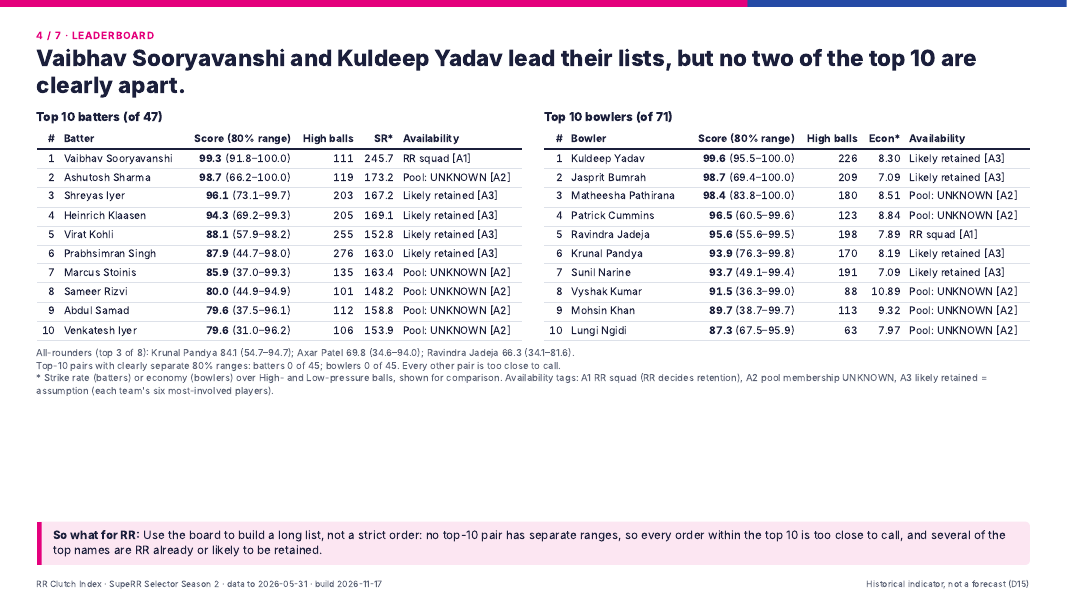 4 / 7 · LEADERBOARD
Vaibhav Sooryavanshi and Kuldeep Yadav lead their lists, but no two of the top 10 are
clearly apart.
Top 10 batters (of 47)
# Batter Score (80% range) High balls SR* Availability
1 Vaibhav Sooryavanshi 99.3 (91.8–100.0) 111 245.7 RR squad [A1]
2 Ashutosh Sharma 98.7 (66.2–100.0) 119 173.2 Pool: UNKNOWN [A2]
3 Shreyas Iyer 96.1 (73.1–99.7) 203 167.2 Likely retained [A3]
4 Heinrich Klaasen 94.3 (69.2–99.3) 205 169.1 Likely retained [A3]
5 Virat Kohli 88.1 (57.9–98.2) 255 152.8 Likely retained [A3]
6 Prabhsimran Singh 87.9 (44.7–98.0) 276 163.0 Likely retained [A3]
7 Marcus Stoinis 85.9 (37.0–99.3) 135 163.4 Pool: UNKNOWN [A2]
8 Sameer Rizvi 80.0 (44.9–94.9) 101 148.2 Pool: UNKNOWN [A2]
9 Abdul Samad 79.6 (37.5–96.1) 112 158.8 Pool: UNKNOWN [A2]
10 Venkatesh Iyer 79.6 (31.0–96.2) 106 153.9 Pool: UNKNOWN [A2]
Top 10 bowlers (of 71)
# Bowler Score (80% range) High balls Econ* Availability
1 Kuldeep Yadav 99.6 (95.5–100.0) 226 8.30 Likely retained [A3]
2 Jasprit Bumrah 98.7 (69.4–100.0) 209 7.09 Likely retained [A3]
3 Matheesha Pathirana 98.4 (83.8–100.0) 180 8.51 Pool: UNKNOWN [A2]
4 Patrick Cummins 96.5 (60.5–99.6) 123 8.84 Pool: UNKNOWN [A2]
5 Ravindra Jadeja 95.6 (55.6–99.5) 198 7.89 RR squad [A1]
6 Krunal Pandya 93.9 (76.3–99.8) 170 8.19 Likely retained [A3]
7 Sunil Narine 93.7 (49.1–99.4) 191 7.09 Likely retained [A3]
8 Vyshak Kumar 91.5 (36.3–99.0) 88 10.89 Pool: UNKNOWN [A2]
9 Mohsin Khan 89.7 (38.7–99.7) 113 9.32 Pool: UNKNOWN [A2]
10 Lungi Ngidi 87.3 (67.5–95.9) 63 7.97 Pool: UNKNOWN [A2]
All-rounders (top 3 of 8): Krunal Pandya 84.1 (54.7–94.7); Axar Patel 69.8 (34.6–94.0); Ravindra Jadeja 66.3 (34.1–81.6).
Top-10 pairs with clearly separate 80% ranges: batters 0 of 45; bowlers 0 of 45. Every other pair is too close to call.
* Strike rate (batters) or economy (bowlers) over High- and Low-pressure balls, shown for comparison. Availability tags: A1 RR squad (RR decides retention), A2 pool membership UNKNOWN, A3 likely retained =
assumption (each team's six most-involved players).
So what for RR: Use the board to build a long list, not a strict order: no top-10 pair has separate ranges, so every order within the top 10 is too close to call, and several of the
top names are RR already or likely to be retained.
RR Clutch Index · SupeRR Selector Season 2 · data to 2026-05-31 · build 2026-11-17
Historical indicator, not a forecast (D15)